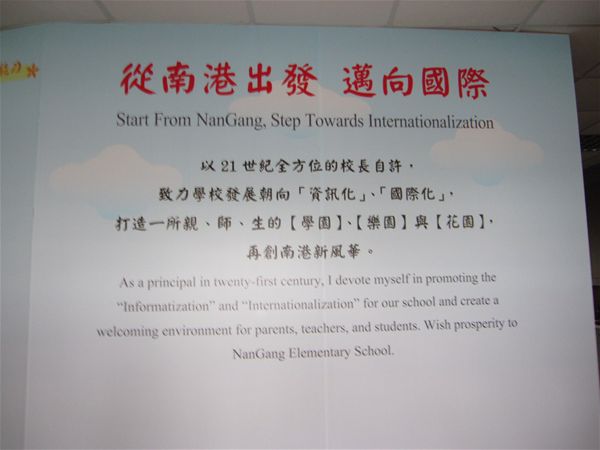 從南港出發 邁向國際
Start From NanGang, Step Towards Internationalization
以 21 世紀全方位的校長自許，
致力學校發展朝向「資訊化」、「國際化」，
打造一所親、師、生的【學園】、【樂園】與【花園】，
再創南港新風華。
As a principal in twenty-first century, I devote myself in promoting the
“Informatization” and “Internationalization” for our school and create a
welcoming environment for parents, teachers, and students. Wish prosperity to
NanGang Elementary School.